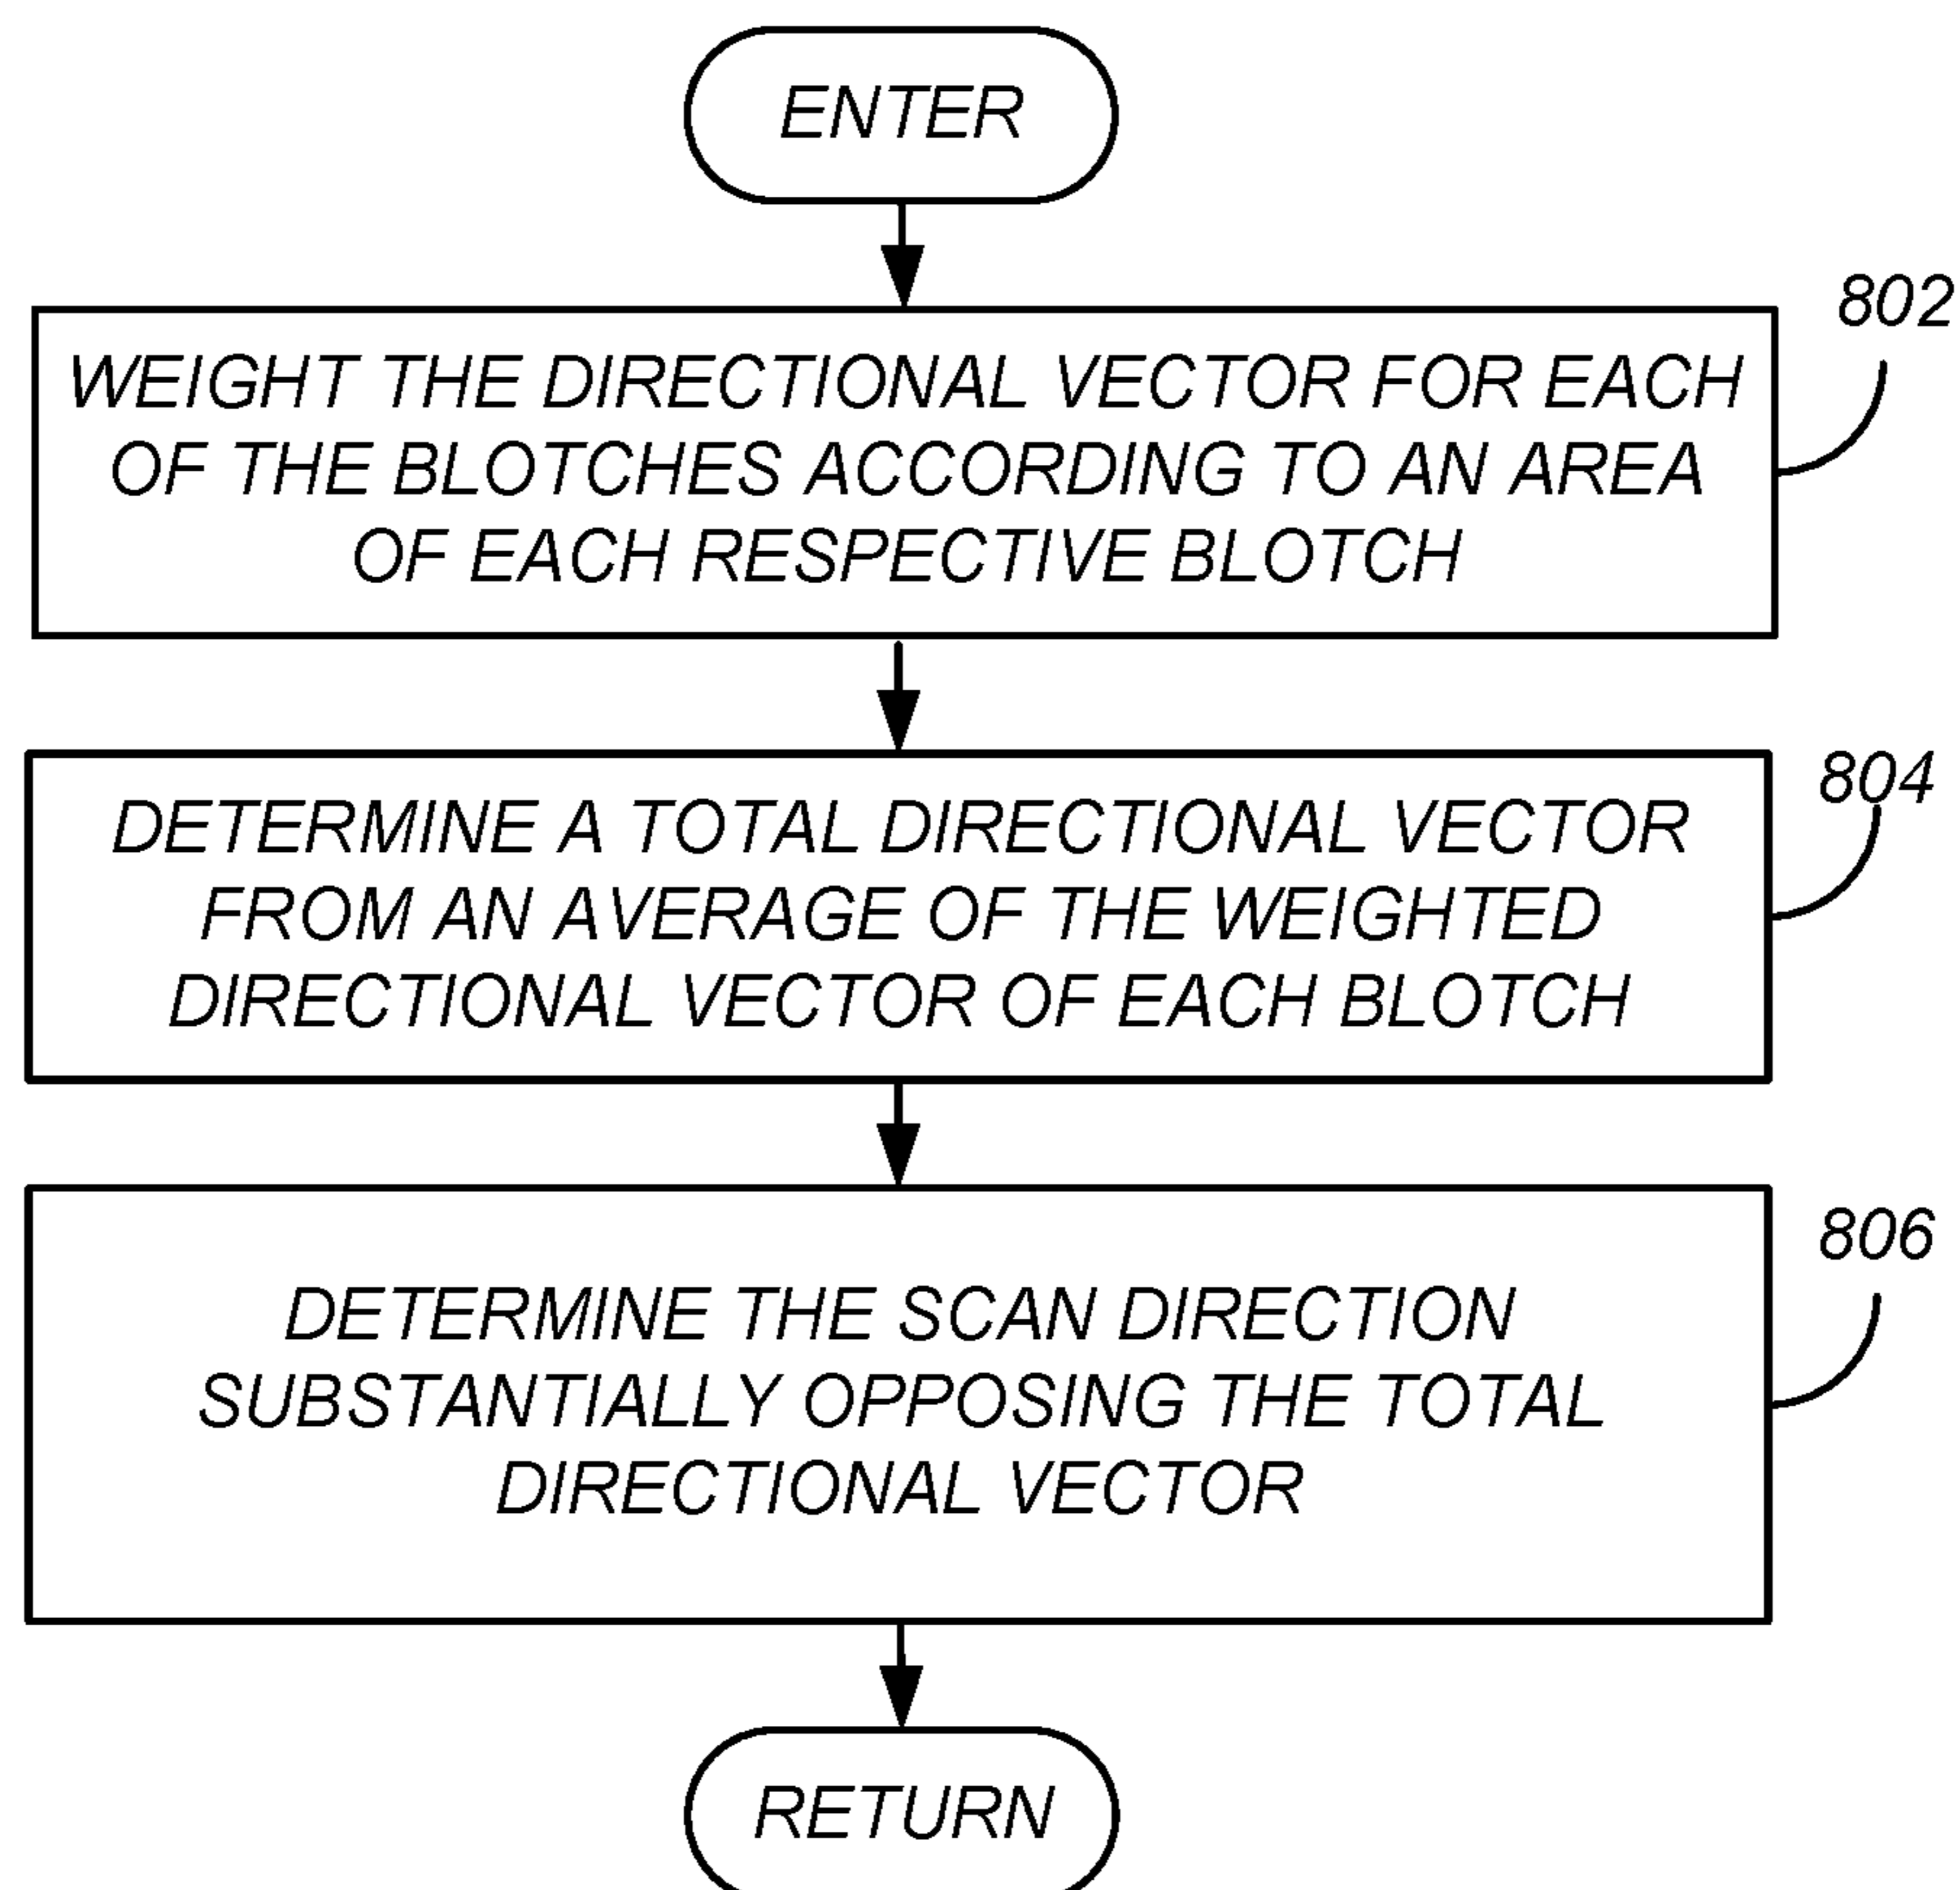 ENTER
802
WEIGHT THE DIRECTIONAL VECTOR FOR EACH
OF THE BLOTCHES ACCORDING TO AN AREA
OF EACH RESPECTIVE BLOTCH
804
DETERMINE A TOTAL DIRECTIONAL VECTOR
FROM AN AVERAGE OF THE WEIGHTED
DIRECTIONAL VECTOR OF EACH BLOTCH
806
DETERMINE THE SCAN DIRECTION
SUBSTANTIALLY OPPOSING THE TOTAL
DIRECTIONAL VECTOR
RETURN